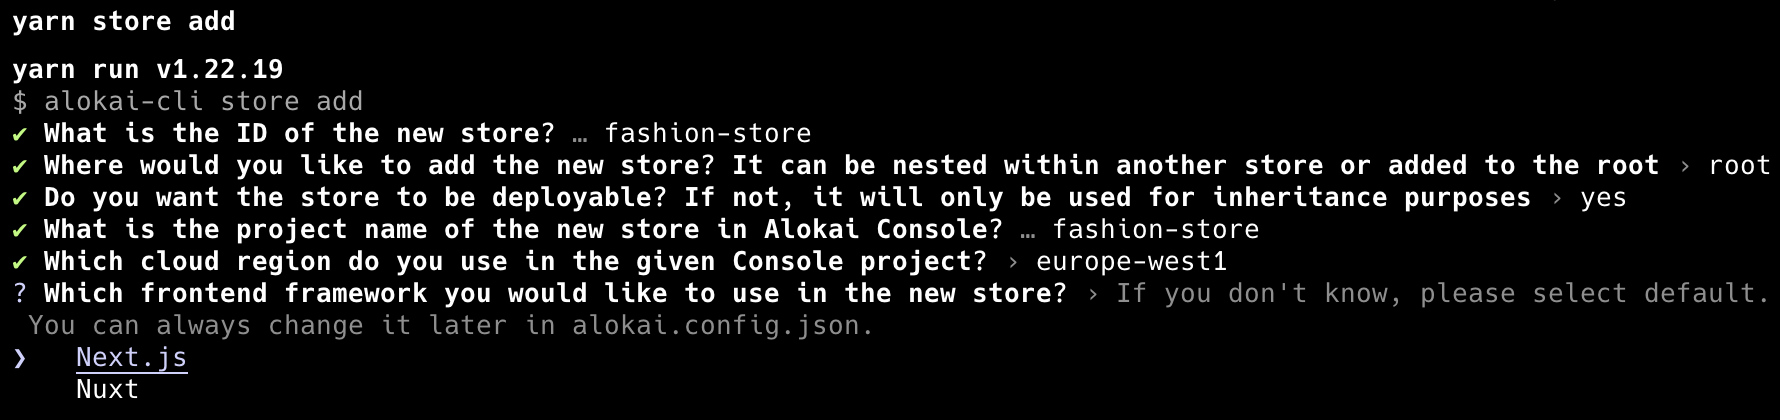 yarn store add
yarn run v1.22.19
$ alokai-cli store add
✔ What is the ID of the new store? … fashion-store
✔ Where would you like to add the new store? It can be nested within another store or added to the root › root
✔ Do you want the store to be deployable? If not, it will only be used for inheritance purposes › yes
✔ What is the project name of the new store in Alokai Console? … fashion-store
✔ Which cloud region do you use in the given Console project? › europe-west1
? Which frontend framework you would like to use in the new store? › If you don't know, please select default.
You can always change it later in alokai.config.json.
❯ Next.js
Nuxt